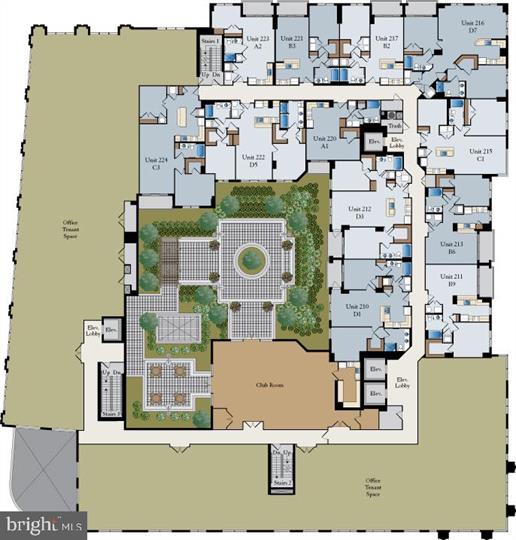 Stairs 1
Up Dn
Unit 223
A2
Unit 221
B3
Unit 217
B2
Unit 216
D7
Unit 224
C3
Unit 222
D5
Unit 220
A1
Trash
Elev.
Elev.
Lobby
Unit 215
C1
Unit 212
D3
Unit 213
B6
Unit 211
B9
Unit 210
D1
Office
Tenant
Space
Elev.
Lobby
Elev.
Up Dn
Stairs 3
Club Room
Elev.
Elev.
Elev.
Lobby
Dn Up
Stairs 2
Office
Tenant
Space
bright MLS